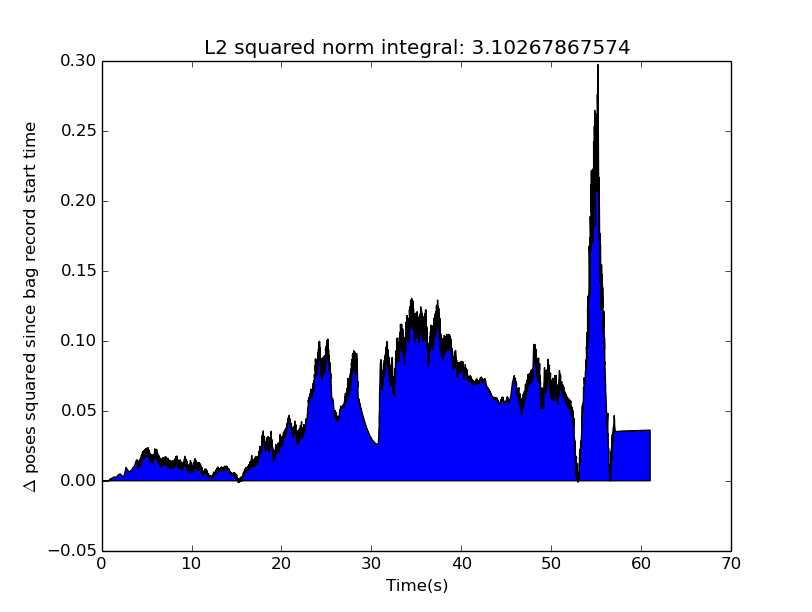 L2 squared norm integral: 3.10267867574
0.30
0.25
0.20
0.15
0.10
0.05
0.00
−0.05
Δ poses squared since bag record start time
0 10 20 30 40 50 60 70
Time(s)